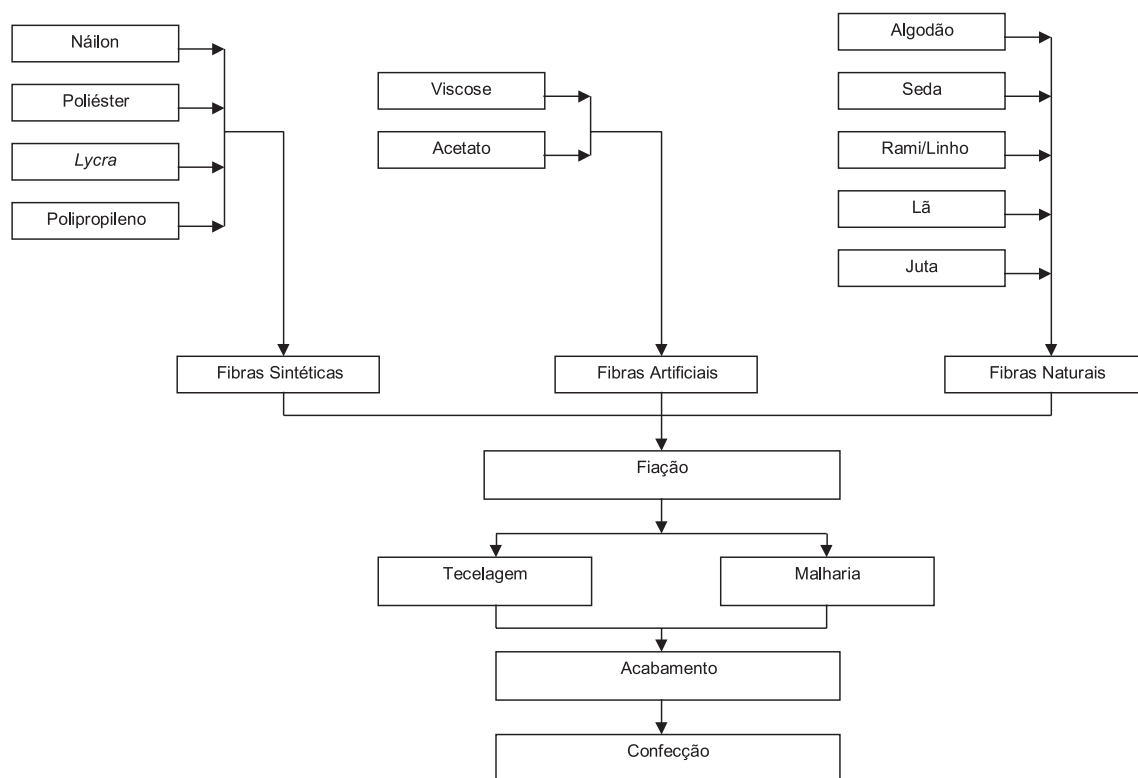 Náilon
Poliéster
Lycra
Polipropileno
Viscose
Acetato
Algodão
Seda
Rami/Linho
Lã
Juta
Fibras Sintéticas
Fibras Artificiais
Fibras Naturais
Fiação
Tecelagem
Malharia
Acabamento
Confecção